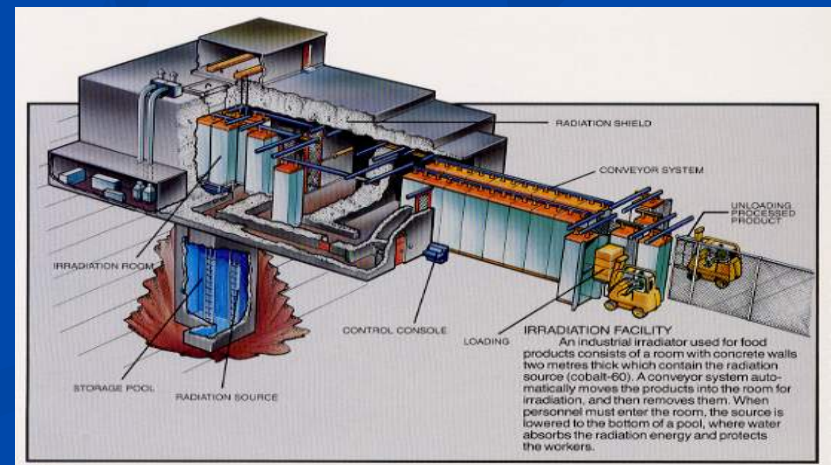 RADIATION SHIELD
CONVEYOR SYSTEM
UNLOADING
PROCESSED
PRODUCT
IRRADIATION ROOM
CONTROL CONSOLE
LOADING
STORAGE POOL
RADIATION SOURCE
IRRADIATION FACILITY
An industrial irradiator used for food
products consists of a room with concrete walls
two metres thick which contain the radiation
source (cobalt-60). A conveyor system auto-
matically moves the products into the room for
irradiation, and then removes them. When
personnel must enter the room, the source is
lowered to the bottom of a pool, where water
absorbs the radiation energy and protects
the workers.